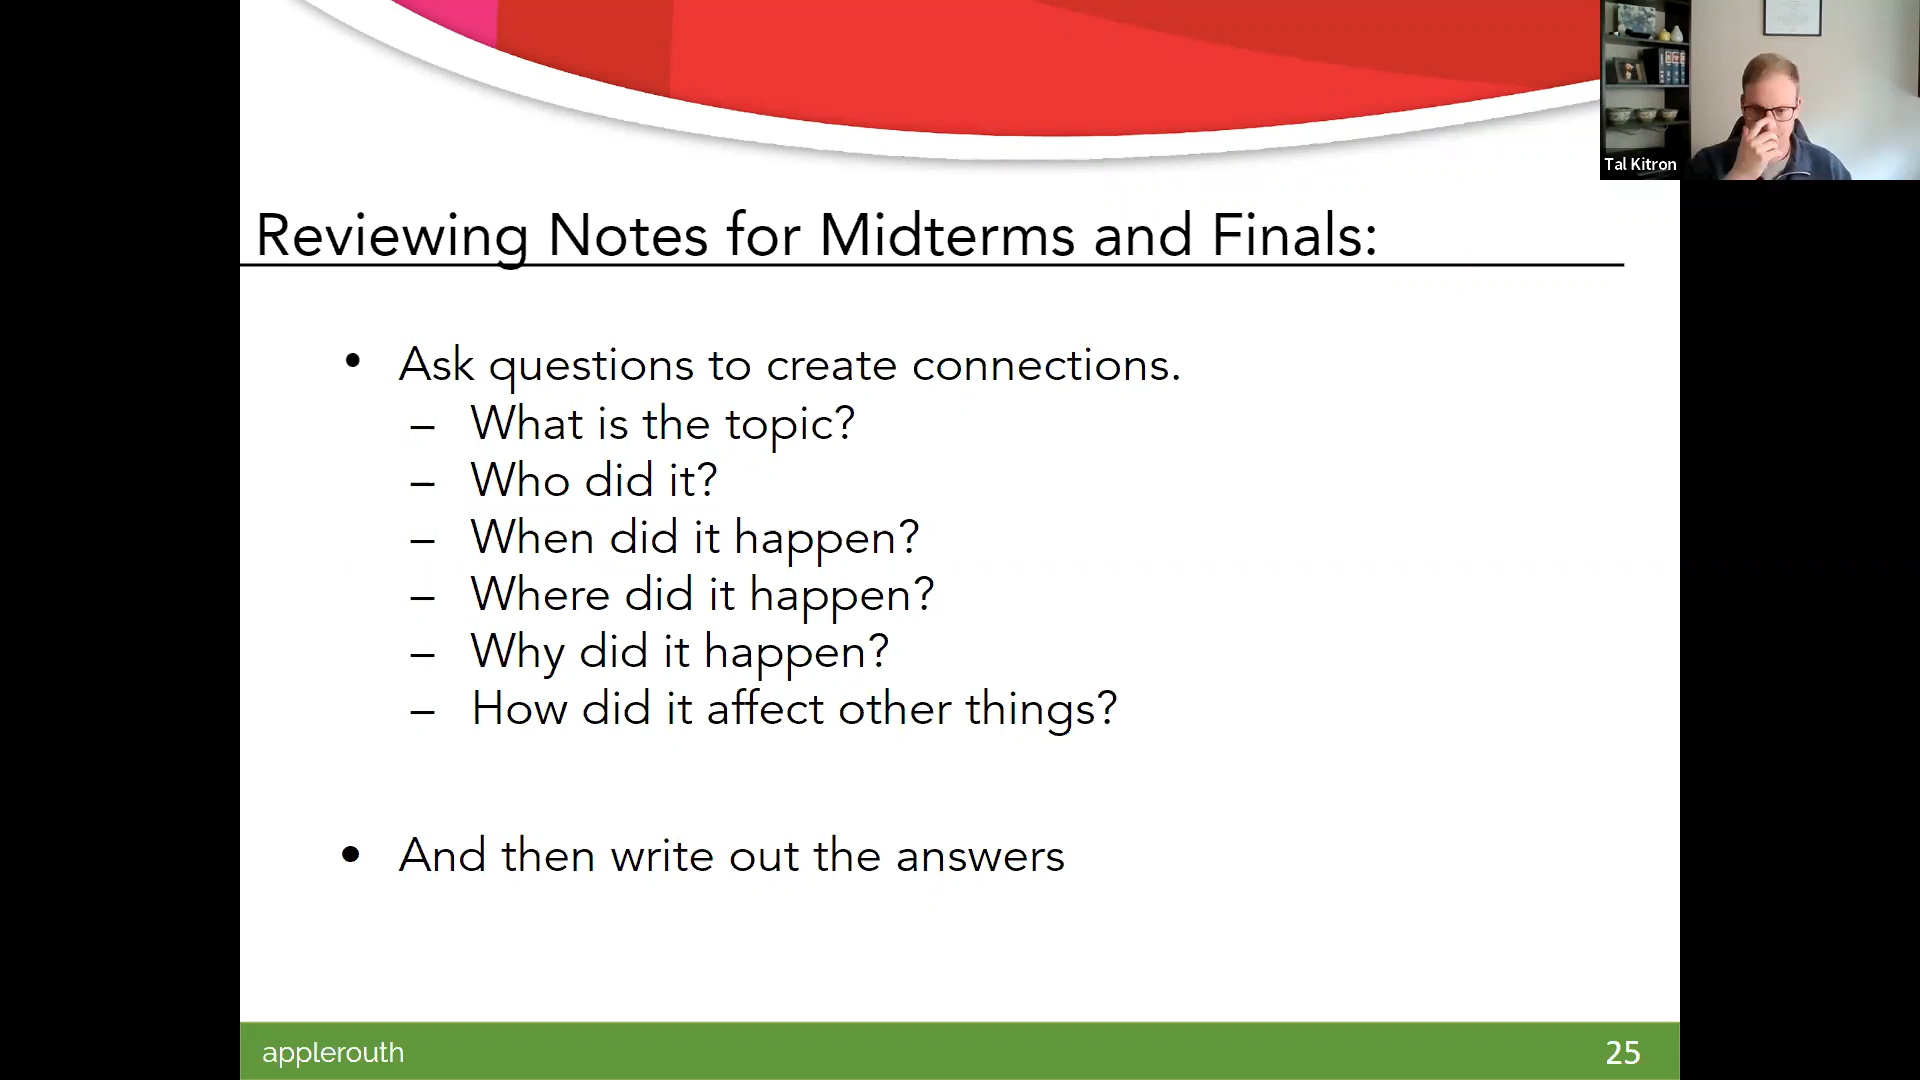 Tal Kitron
Reviewing Notes for Midterms and Finals:
• Ask questions to create connections.
– What is the topic?
– Who did it?
– When did it happen?
– Where did it happen?
– Why did it happen?
– How did it affect other things?
• And then write out the answers
applerouth
25